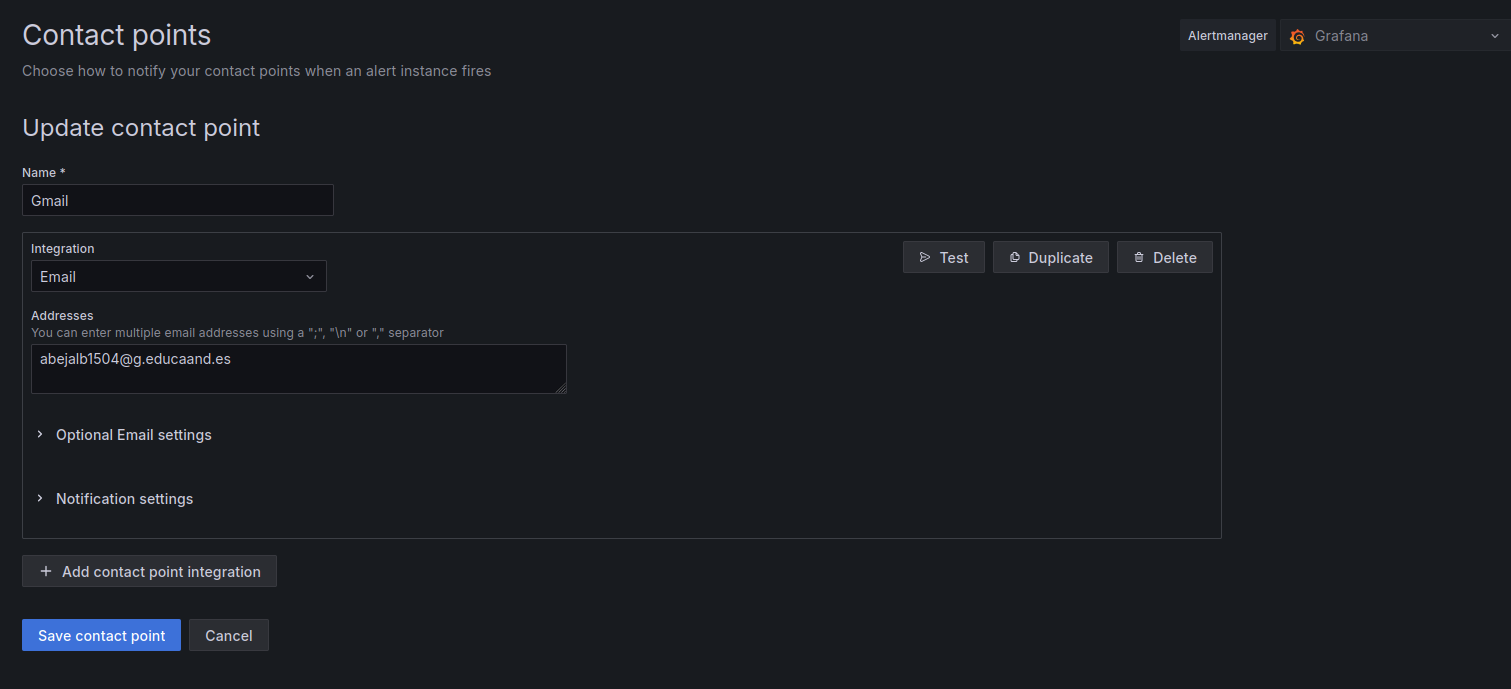 Contact points
Alertmanager
Grafana
Choose how to notify your contact points when an alert instance fires
Update contact point
Name *
Gmail
Integration
Email
Test
Duplicate
Delete
Addresses
You can enter multiple email addresses using a ";", "\n" or "," separator
abejalb1504@g.educaand.es
Optional Email settings
Notification settings
Add contact point integration
Save contact point
Cancel